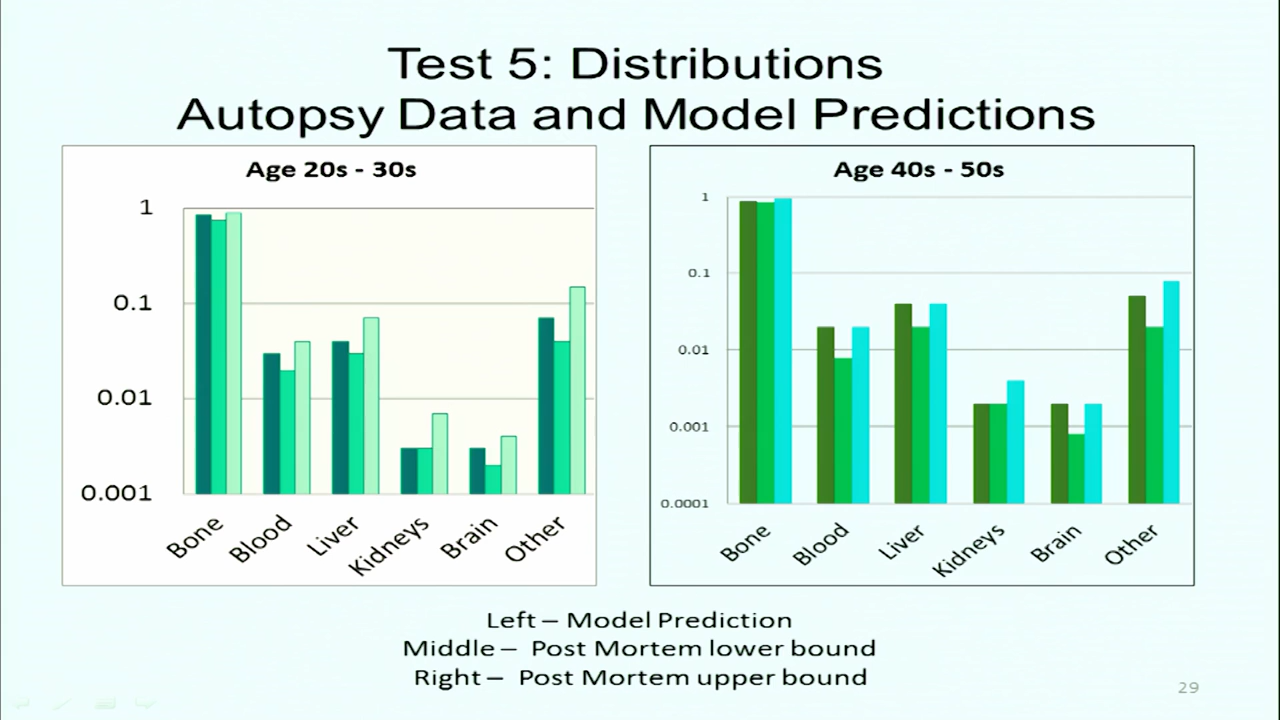 Test 5: Distributions
Autopsy Data and Model Predictions
Age 20s - 30s
1
0.1
0.01
0.001
Bone
Blood
Liver
Kidneys
Brain
Other
Age 40s - 50s
1
0.1
0.01
0.001
0.0001
Bone
Blood
Liver
Kidneys
Brain
Other
Left – Model Prediction
Middle – Post Mortem lower bound
Right – Post Mortem upper bound
29